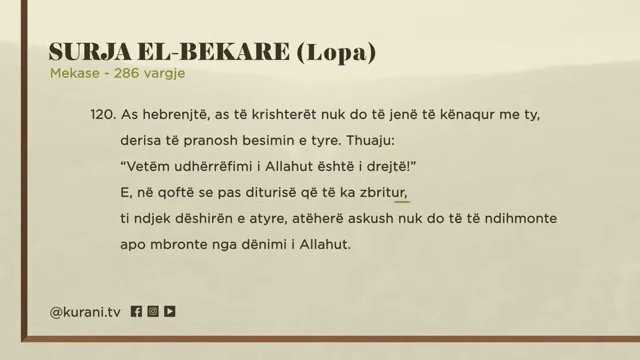 SURJA EL-BEKARE (Lopa)
Mekase - 286 vargje
120. As hebrenjtë, as të krishterët nuk do të jenë të kënaqur me ty,
derisa të pranosh besimin e tyre. Thuaju:
“Vetëm udhërrëfimi i Allahut është i drejtë!”
E, në qoftë se pas diturisë që të ka zbritur,
ti ndjek dëshirën e atyre, atëherë askush nuk do të të ndihmonte
apo mbronte nga dënimi i Allahut.
@kurani.tv